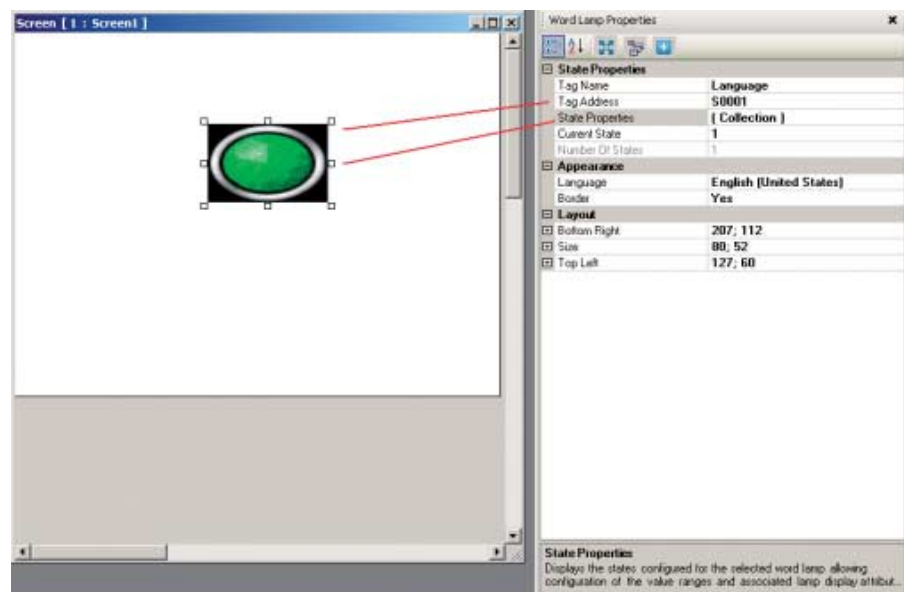 Screen [ 1 : Screen1 ]
Word Lamp Properties
State Properties
Tag Name Language
Tag Address S0001
State Properties ( Collection )
Current State 1
Number Of States 1
Appearance
Language English (United States)
Border Yes
Layout
Bottom Right 207; 112
Size 80; 52
Top Left 127; 60
State Properties
Displays the states configured for the selected word lamp allowing
configuration of the value ranges and associated lamp display attribut...